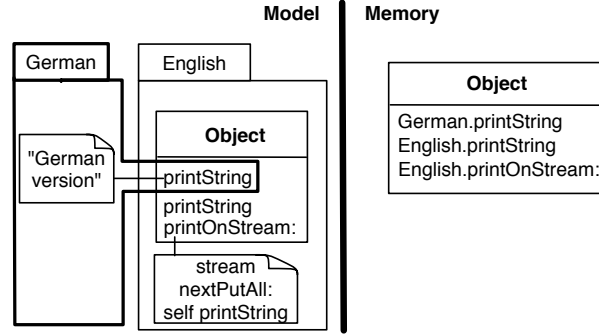 Model
Memory
German
English
Object
"German
version"
printString
printString
printOnStream:
stream
nextPutAll:
self printString
Object
German.printString
English.printString
English.printOnStream: